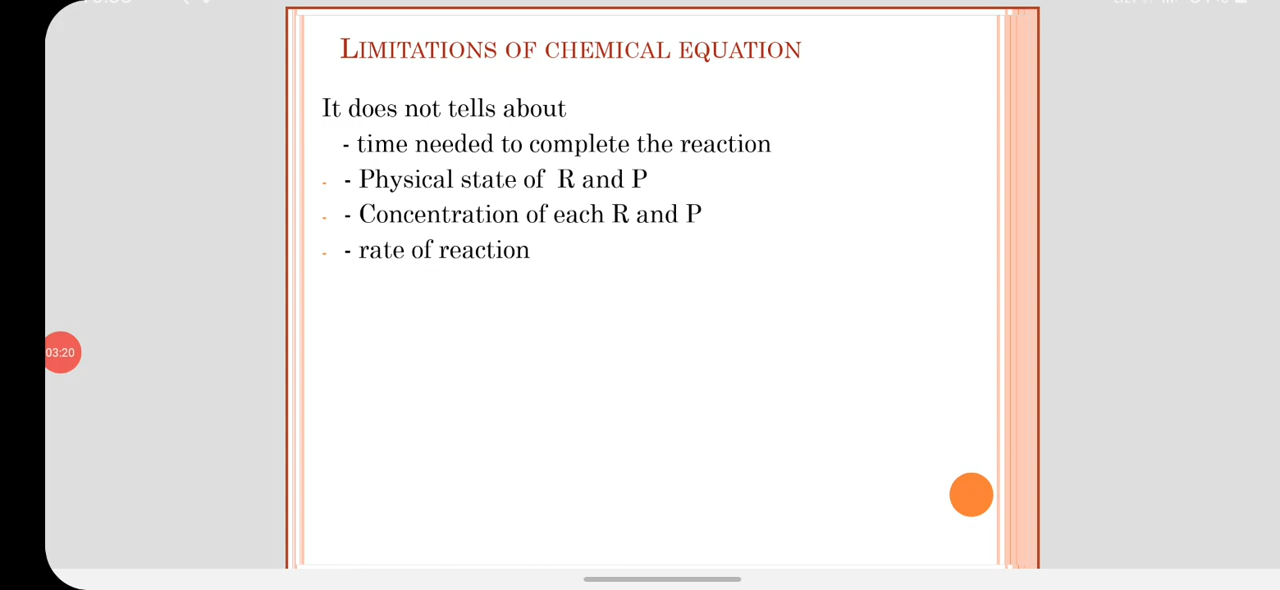 LIMITATIONS OF CHEMICAL EQUATION
It does not tells about
- time needed to complete the reaction
- - Physical state of R and P
- - Concentration of each R and P
- - rate of reaction
03:20